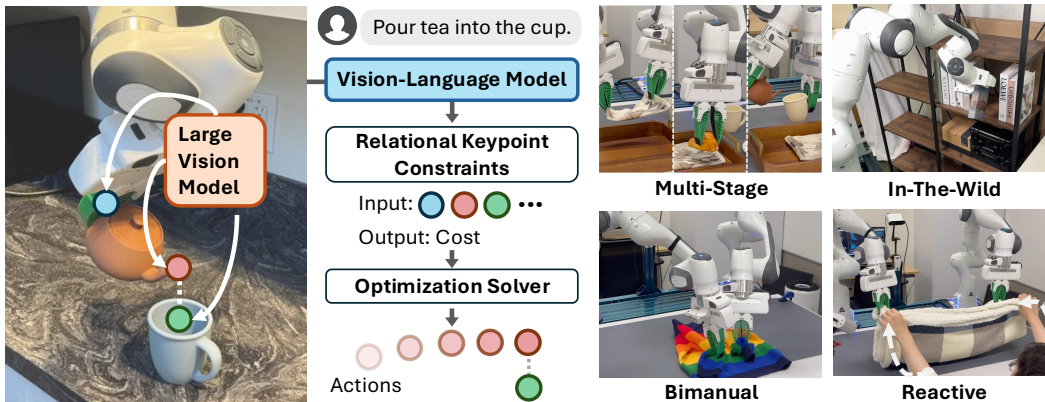 Large
Vision
Model
Pour tea into the cup.
Vision-Language Model
Relational Keypoint
Constraints
Input:
Output: Cost
Optimization Solver
Actions
Multi-Stage
In-The-Wild
Bimanual
Reactive